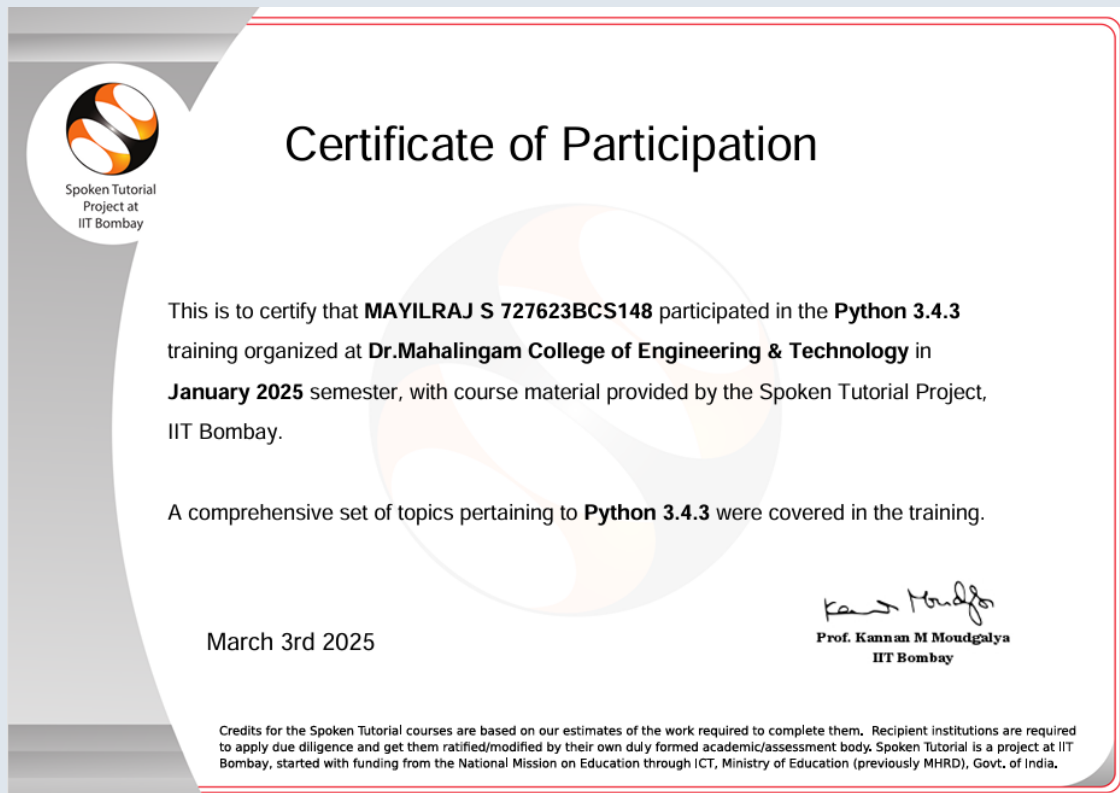 Spoken Tutorial
Project at
IIT Bombay
Certificate of Participation
This is to certify that MAYILRAJ S 727623BCS148 participated in the Python 3.4.3
training organized at Dr.Mahalingam College of Engineering & Technology in
January 2025 semester, with course material provided by the Spoken Tutorial Project,
IIT Bombay.
A comprehensive set of topics pertaining to Python 3.4.3 were covered in the training.
March 3rd 2025
Prof. Kannan M Moudgalya
IIT Bombay
Credits for the Spoken Tutorial courses are based on our estimates of the work required to complete them. Recipient institutions are required
to apply due diligence and get them ratified/modified by their own duly formed academic/assessment body. Spoken Tutorial is a project at IIT
Bombay, started with funding from the National Mission on Education through ICT, Ministry of Education (previously MHRD), Govt. of India.